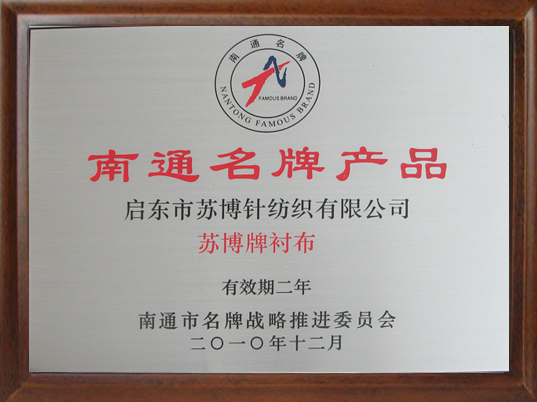 南通名牌
FAMOUS BRAND
NANTONG FAMOUS BRAND
南通名牌产品
启东市苏博针纺织有限公司
苏博牌衬布
有效期二年
南通市名牌战略推进委员会
二〇一〇年十二月